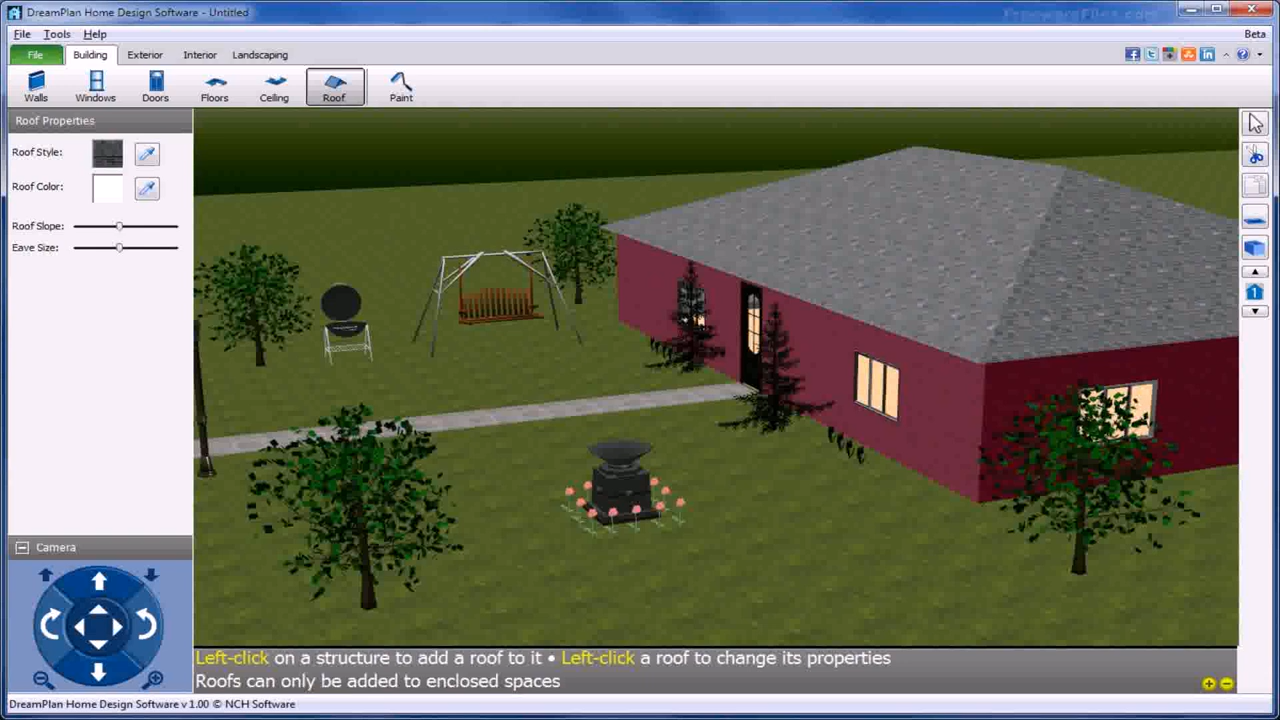 DreamPlan Home Design Software - Untitled
FreewareFiles.com
File Tools Help
Beta
File Building Exterior Interior Landscaping
Walls Windows Doors Floors Ceiling Roof Paint
Roof Properties
Roof Style:
Roof Color:
Roof Slope:
Eave Size:
1
Camera
Left-click on a structure to add a roof to it • Left-click a roof to change its properties
Roofs can only be added to enclosed spaces
DreamPlan Home Design Software v 1.00 © NCH Software